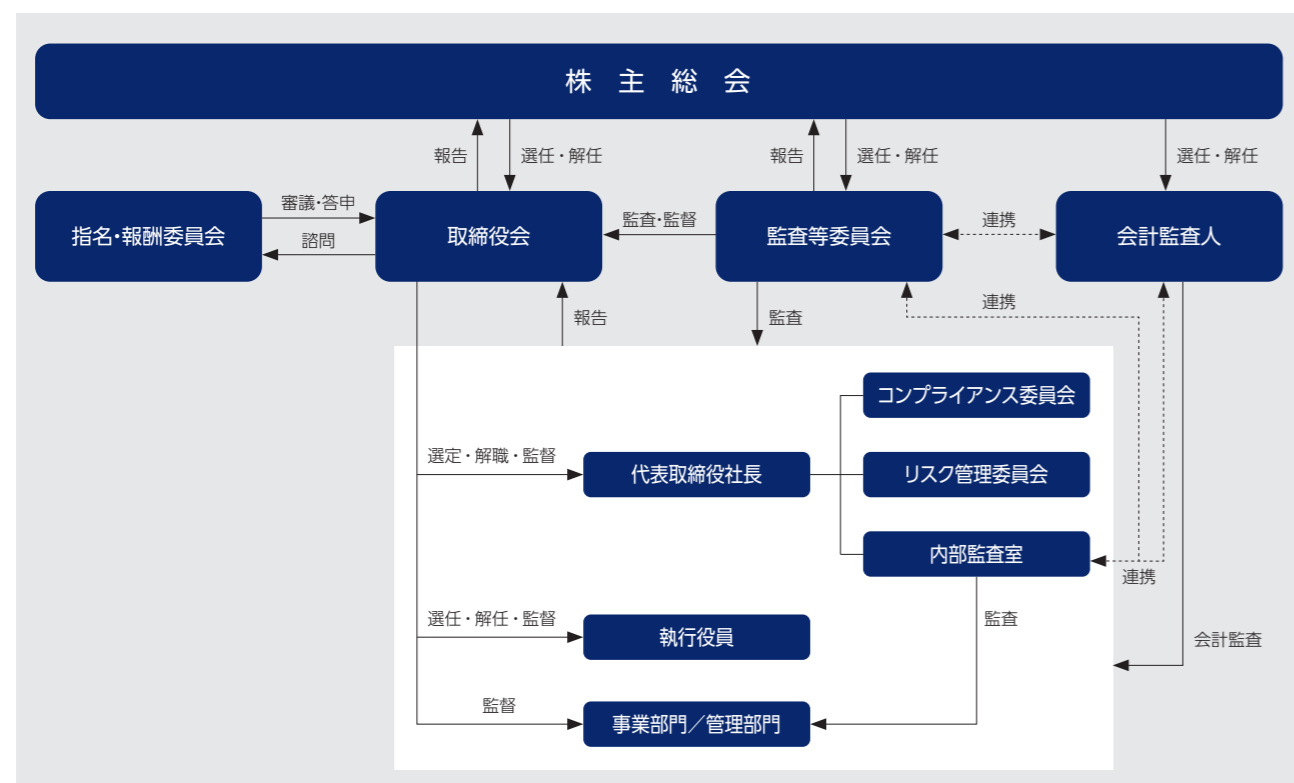 株主総会
報告
選任・解任
報告
選任・解任
選任・解任
指名・報酬委員会
審議・答申
諮問
取締役会
監査・監督
監査等委員会
連携
会計監査人
報告
監査
連携
コンプライアンス委員会
選定・解職・監督
代表取締役社長
リスク管理委員会
内部監査室
連携
選任・解任・監督
執行役員
監査
会計監査
監督
事業部門／管理部門